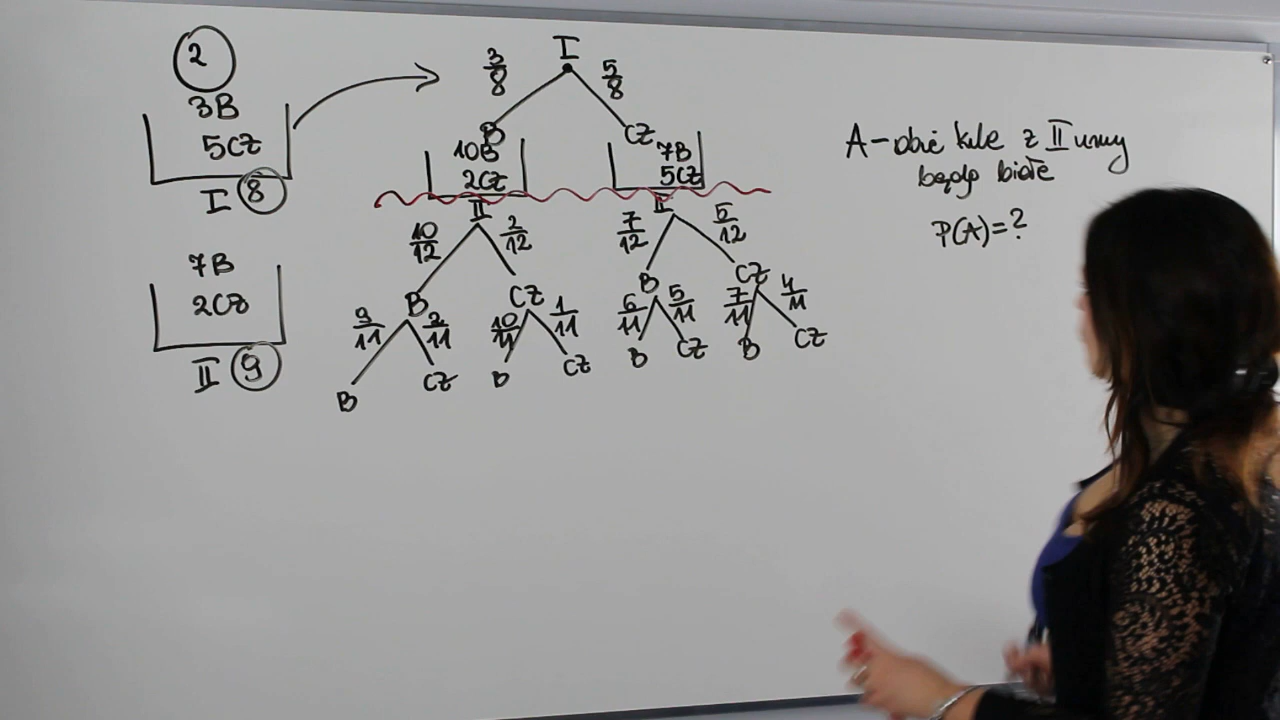 2
3B
5CZ
I 8
7B
2CZ
II 9
I
3/8 5/8
B CZ
10B 7B
2CZ 5CZ
II II
10/12 2/12 7/12 5/12
B CZ B CZ
9/11 2/11 10/11 1/11 6/11 5/11 7/11 4/11
B CZ B CZ B CZ B CZ
A - obie kule z II urny
będą białe
P(A)=?